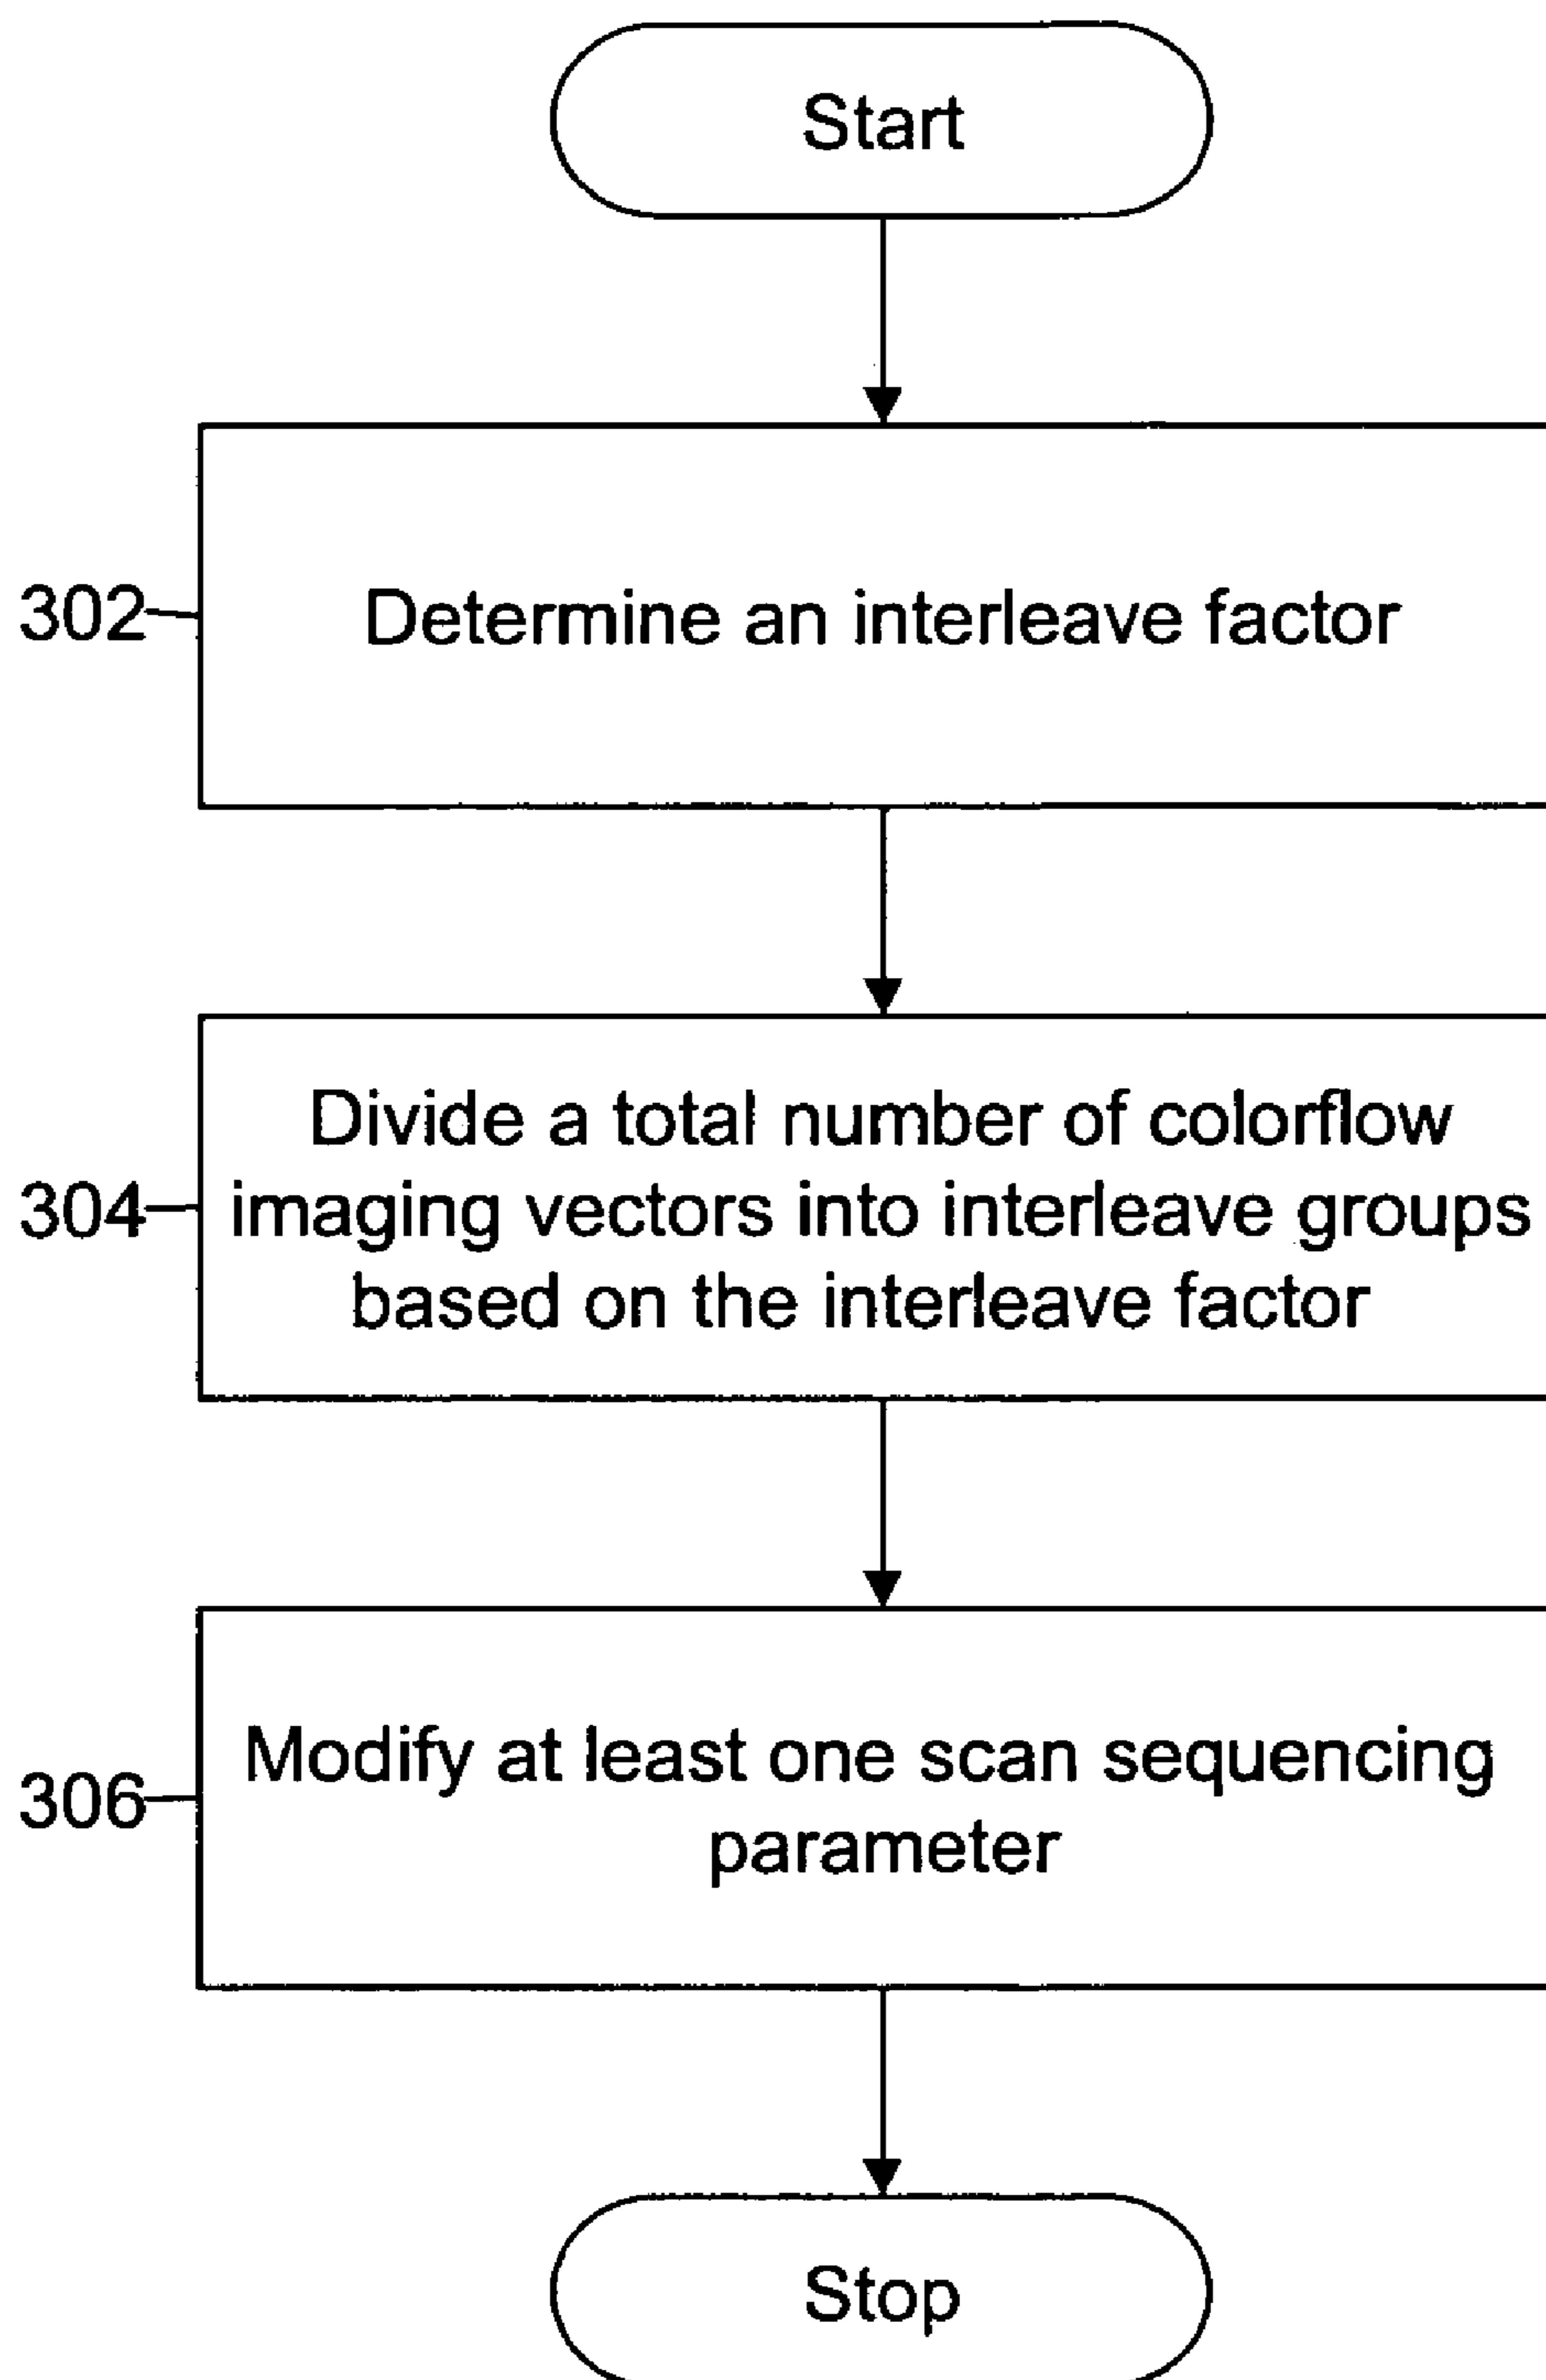 Start
302
Determine an interleave factor
304
Divide a total number of colorflow
imaging vectors into interleave groups
based on the interleave factor
306
Modify at least one scan sequencing
parameter
Stop